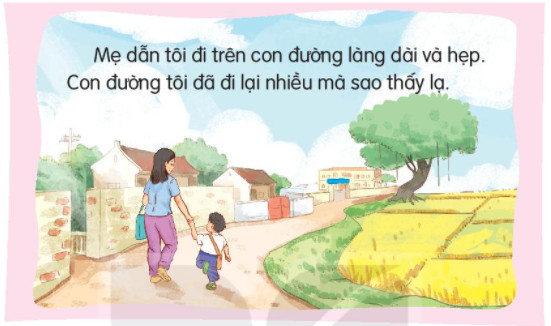 Mẹ dẫn tôi đi trên con đường làng dài và hẹp.
Con đường tôi đã đi lại nhiều mà sao thấy lạ.